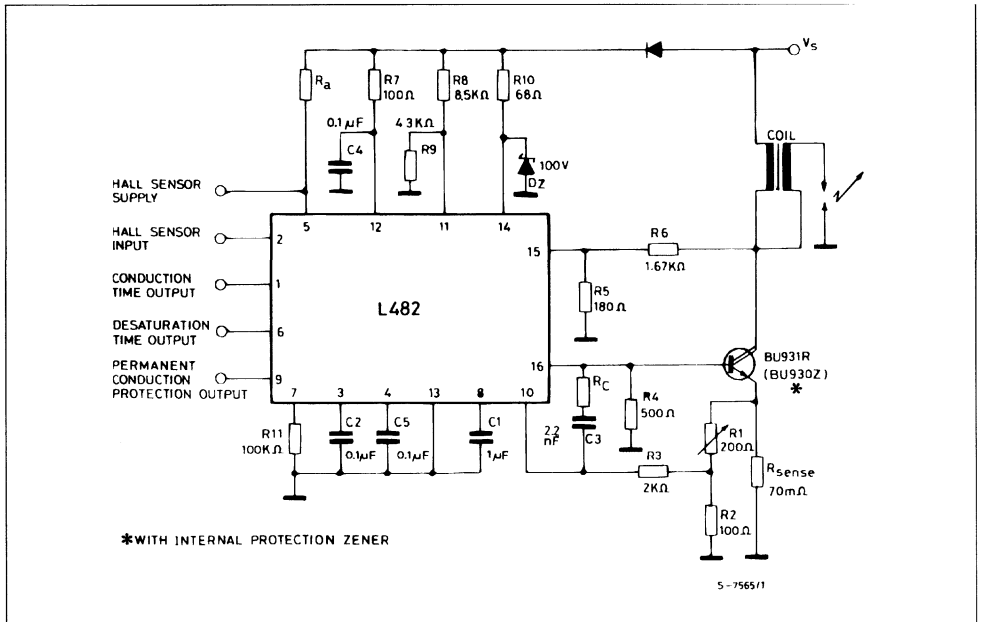 Vs
Ra
R7
100Ω
R8
8,5KΩ
R10
68Ω
0.1µF
C4
43KΩ
R9
100V
DZ
COIL
HALL SENSOR
SUPPLY
5
12
11
14
HALL SENSOR
INPUT
2
15
R6
1.67KΩ
CONDUCTION
TIME OUTPUT
1
R5
180Ω
L482
DESATURATION
TIME OUTPUT
6
PERMANENT
CONDUCTION
PROTECTION OUTPUT
9
16
BU931R
(BU930Z)
*
7
3
4
13
8
10
RC
R4
500Ω
R11
100KΩ
C2
0.1µF
C5
0.1µF
C1
1µF
2.2
nF
C3
R3
2KΩ
R1
200Ω
Rsense
70mΩ
R2
100Ω
*WITH INTERNAL PROTECTION ZENER
S-7565/1